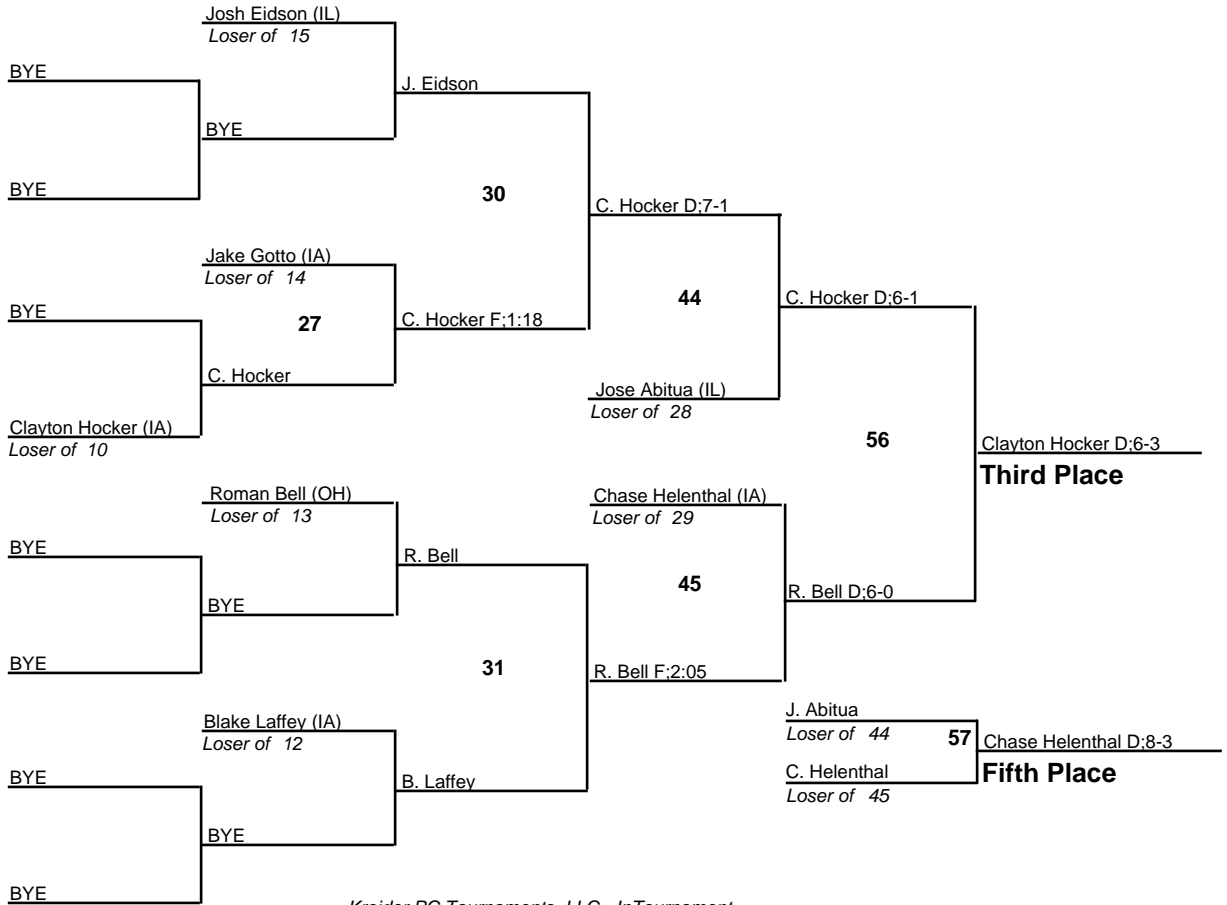 Josh Eidson (IL)
Loser of 15
BYE
J. Eidson
BYE
BYE
30
C. Hocker D;7-1
Jake Gotto (IA)
Loser of 14
BYE
27
C. Hocker F;1:18
44
C. Hocker D;6-1
C. Hocker
Jose Abitua (IL)
Loser of 28
Clayton Hocker (IA)
Loser of 10
56
Clayton Hocker D;6-3
Third Place
Roman Bell (OH)
Loser of 13
Chase Helenthal (IA)
Loser of 29
BYE
R. Bell
45
BYE
R. Bell D;6-0
BYE
31
R. Bell F;2:05
Blake Laffey (IA)
Loser of 12
J. Abitua
Loser of 44
57
Chase Helenthal D;8-3
Fifth Place
BYE
B. Laffey
C. Helenthal
Loser of 45
BYE
BYE